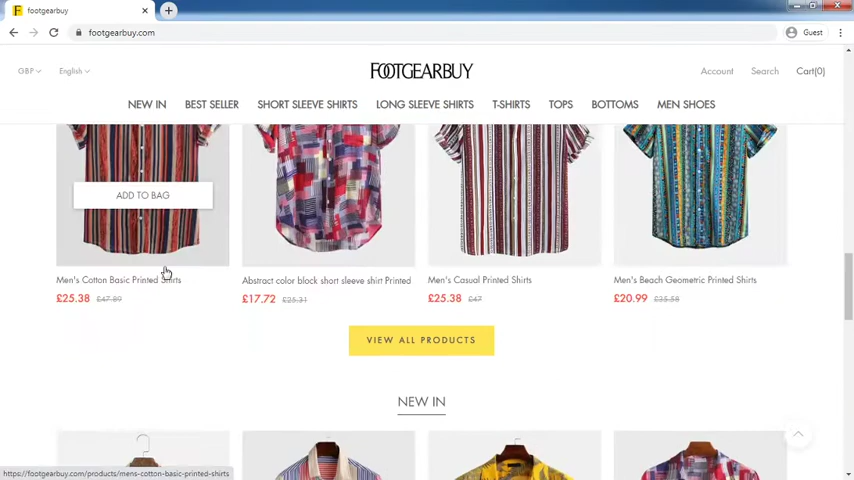 footgearbuy
footgearbuy.com
Guest
GBP
English
FOOTGEARBUY
Account
Search
Cart(0)
NEW IN
BEST SELLER
SHORT SLEEVE SHIRTS
LONG SLEEVE SHIRTS
T-SHIRTS
TOPS
BOTTOMS
MEN SHOES
ADD TO BAG
Men's Cotton Basic Printed Shirts
Abstract color block short sleeve shirt Printed
Men's Casual Printed Shirts
Men's Beach Geometric Printed Shirts
£25.38 £47.89
£17.72 £25.31
£25.38 £47
£20.99 £35.58
VIEW ALL PRODUCTS
NEW IN
https://footgearbuy.com/products/mens-cotton-basic-printed-shirts